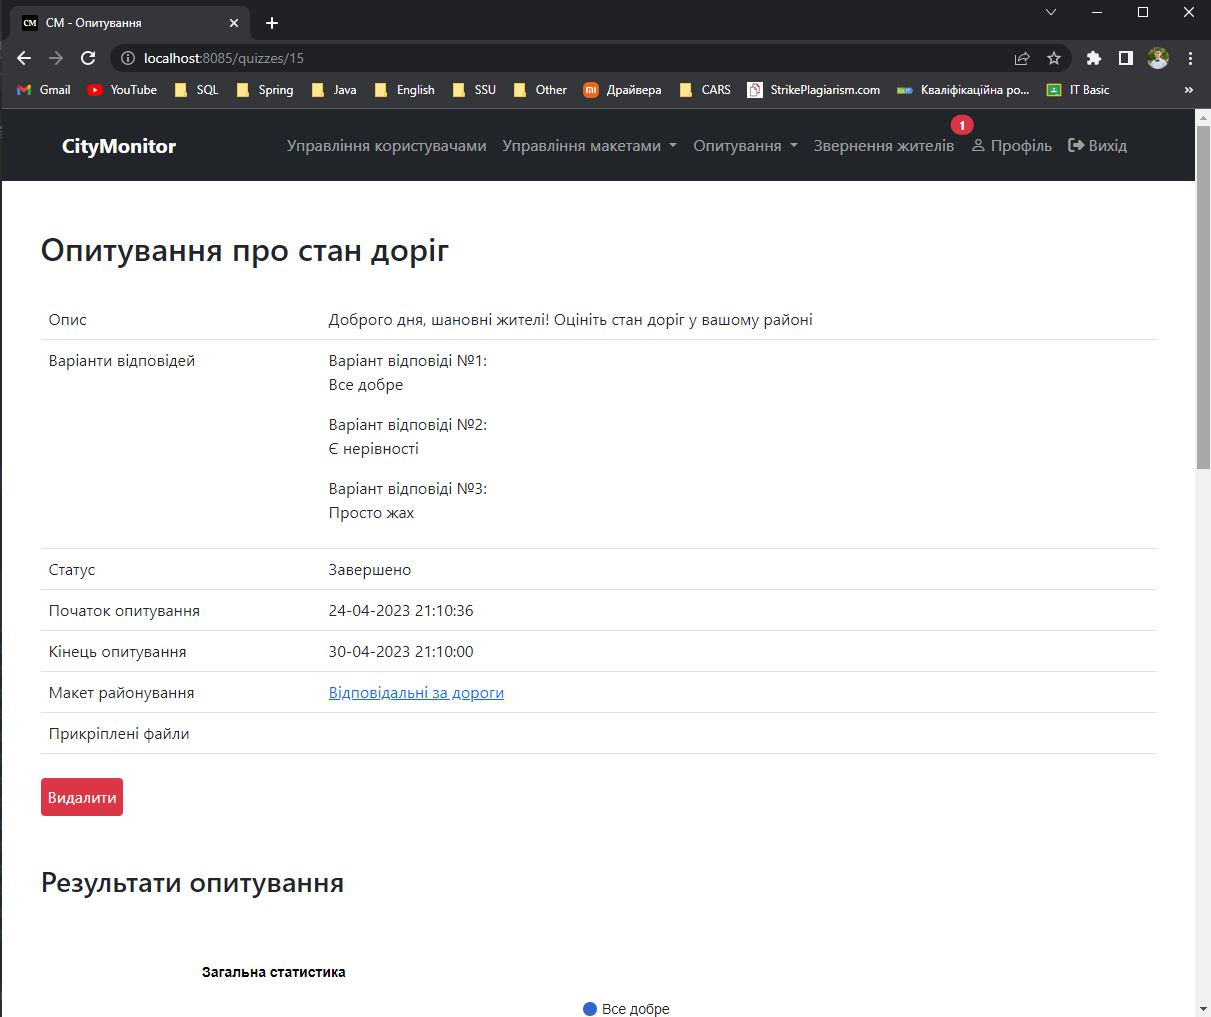 CM
CM - Опитування
localhost:8085/quizzes/15
Gmail
YouTube
SQL
Spring
Java
English
SSU
Other
Драйвера
CARS
StrikePlagiarism.com
Кваліфікаційна ро...
IT Basic
»
CityMonitor
Управління користувачами
Управління макетами
Опитування
Звернення жителів
1
Профіль
Вихід
Опитування про стан доріг
Опис
Доброго дня, шановні жителі! Оцініть стан доріг у вашому районі
Варіанти відповідей
Варіант відповіді №1:
Все добре
Варіант відповіді №2:
Є нерівності
Варіант відповіді №3:
Просто жах
Статус
Завершено
Початок опитування
24-04-2023 21:10:36
Кінець опитування
30-04-2023 21:10:00
Макет районування
Відповідальні за дороги
Прикріплені файли
Видалити
Результати опитування
Загальна статистика
Все добре